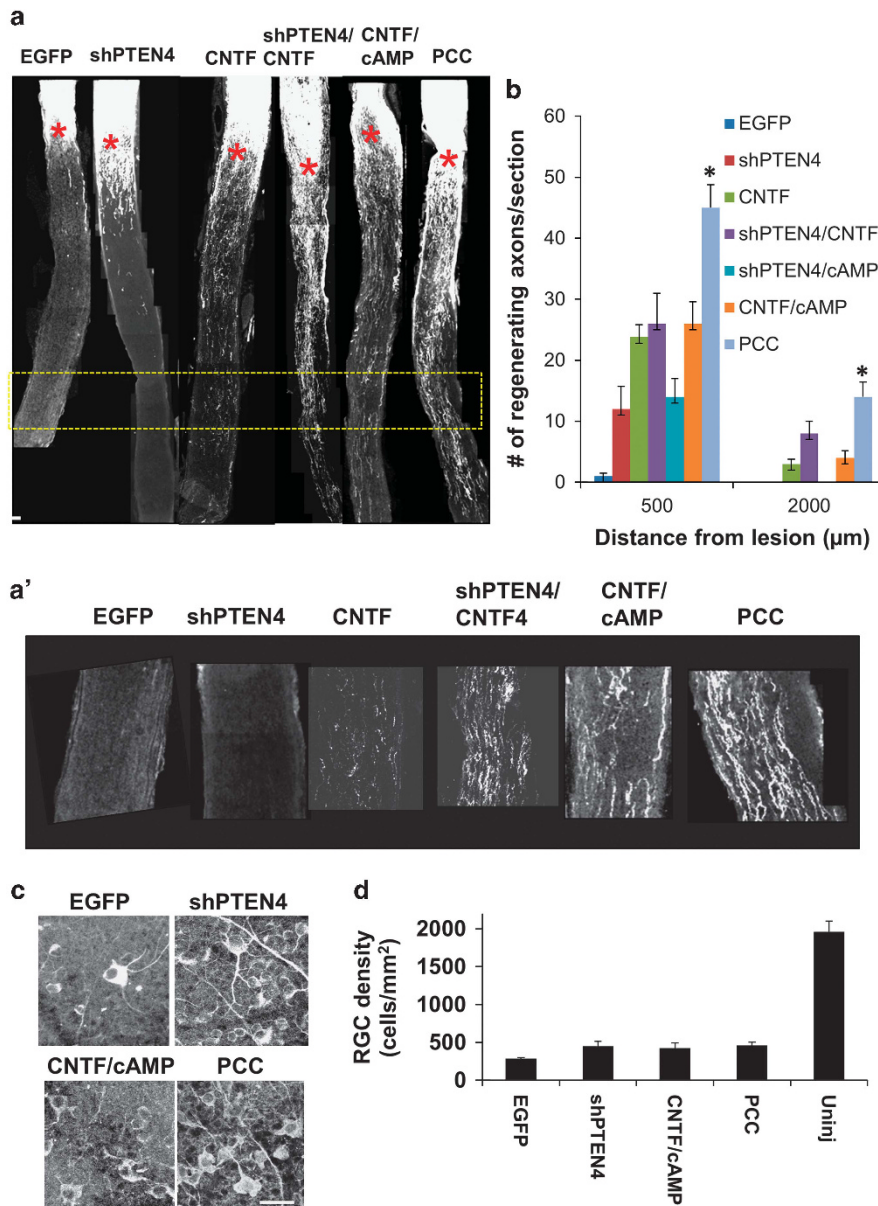 a
EGFP
shPTEN4
CNTF
shPTEN4/
CNTF
CNTF/
cAMP
PCC
*
*
*
*
*
*
b
# of regenerating axons/section
60
50
40
30
20
10
0
*
*
500
2000
Distance from lesion (µm)
EGFP
shPTEN4
CNTF
shPTEN4/CNTF
shPTEN4/cAMP
CNTF/cAMP
PCC
a'
EGFP
shPTEN4
CNTF
shPTEN4/
CNTF4
CNTF/
cAMP
PCC
c
EGFP
shPTEN4
CNTF/cAMP
PCC
d
RGC density
(cells/mm²)
2000
1500
1000
500
0
EGFP
shPTEN4
CNTF/cAMP
PCC
Uninj